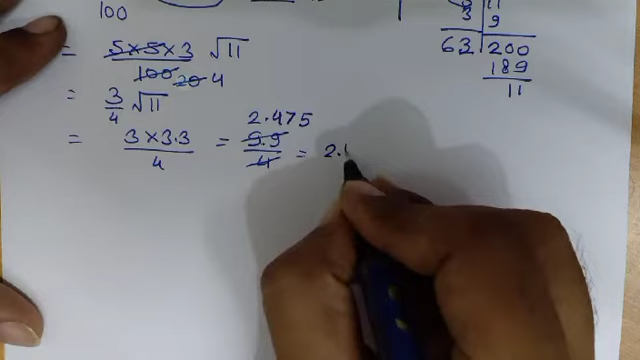 100
= 5×5×3 √11
100 20 4
= 3/4 √11
2.475
= 3×3.3/4 = 9.9/4 = 2.
3 | 11
3 | 9
63 | 200
189
11